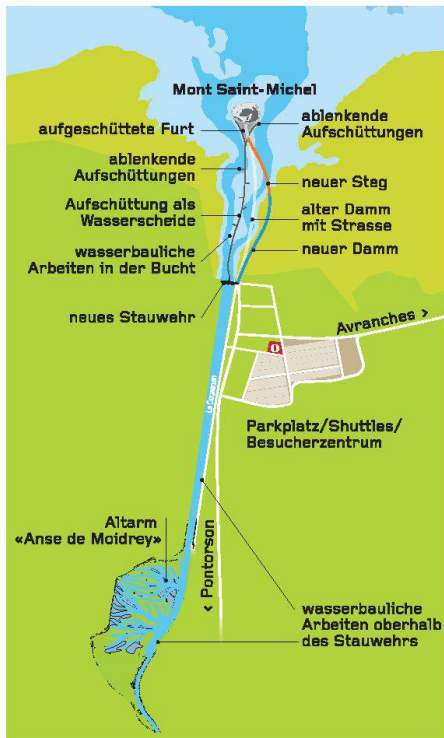 Mont Saint-Michel
aufgeschüttete Furt
ablenkende
Aufschüttungen
ablenkende
Aufschüttungen
neuer Steg
Aufschüttung als
Wasserscheide
alter Damm
mit Strasse
wasserbauliche
Arbeiten in der Bucht
neuer Damm
neues Stauwehr
Avranches >
Le Couesnon
Parkplatz/Shuttles/
Besucherzentrum
Altarm
«Anse de Moidrey»
< Pontorson
wasserbauliche
Arbeiten oberhalb
des Stauwehrs